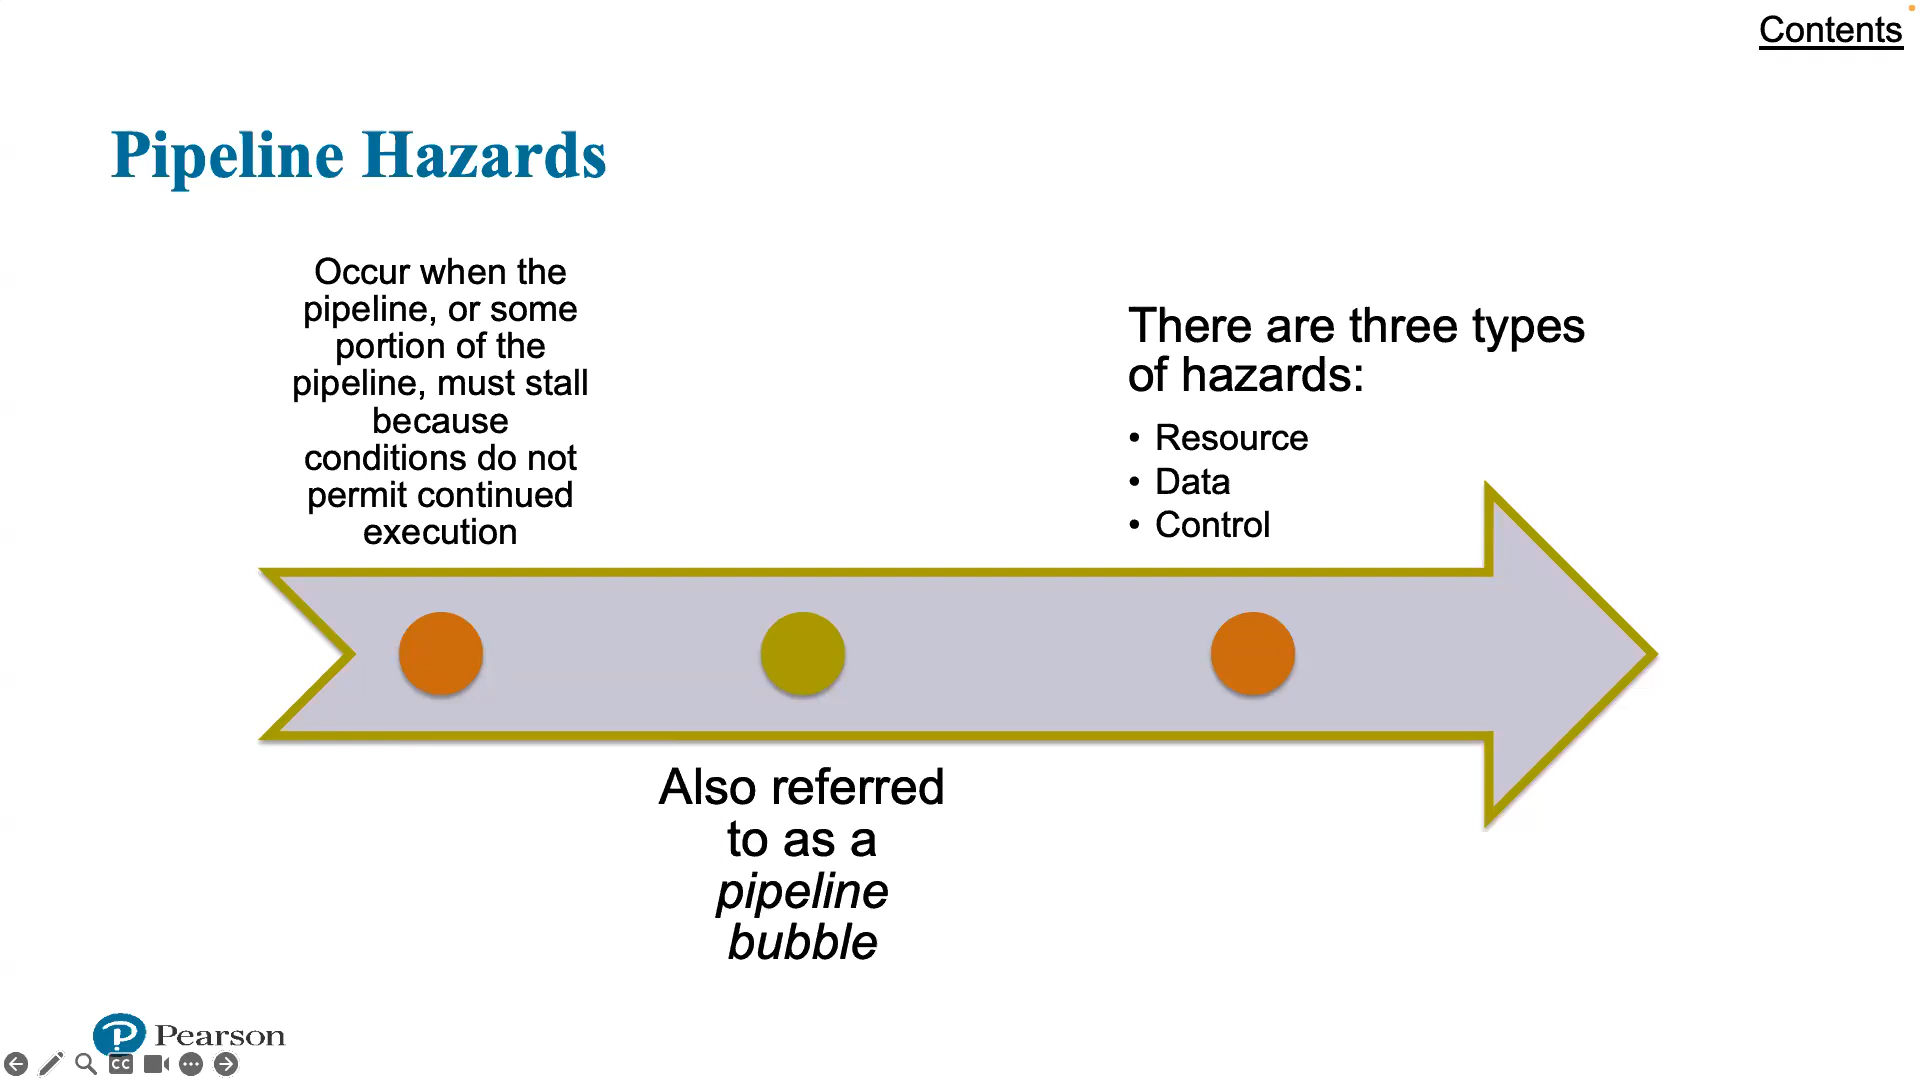 Contents
Pipeline Hazards
Occur when the
pipeline, or some
portion of the
pipeline, must stall
because
conditions do not
permit continued
execution
There are three types
of hazards:
• Resource
• Data
• Control
Also referred
to as a
pipeline
bubble
P Pearson
CC